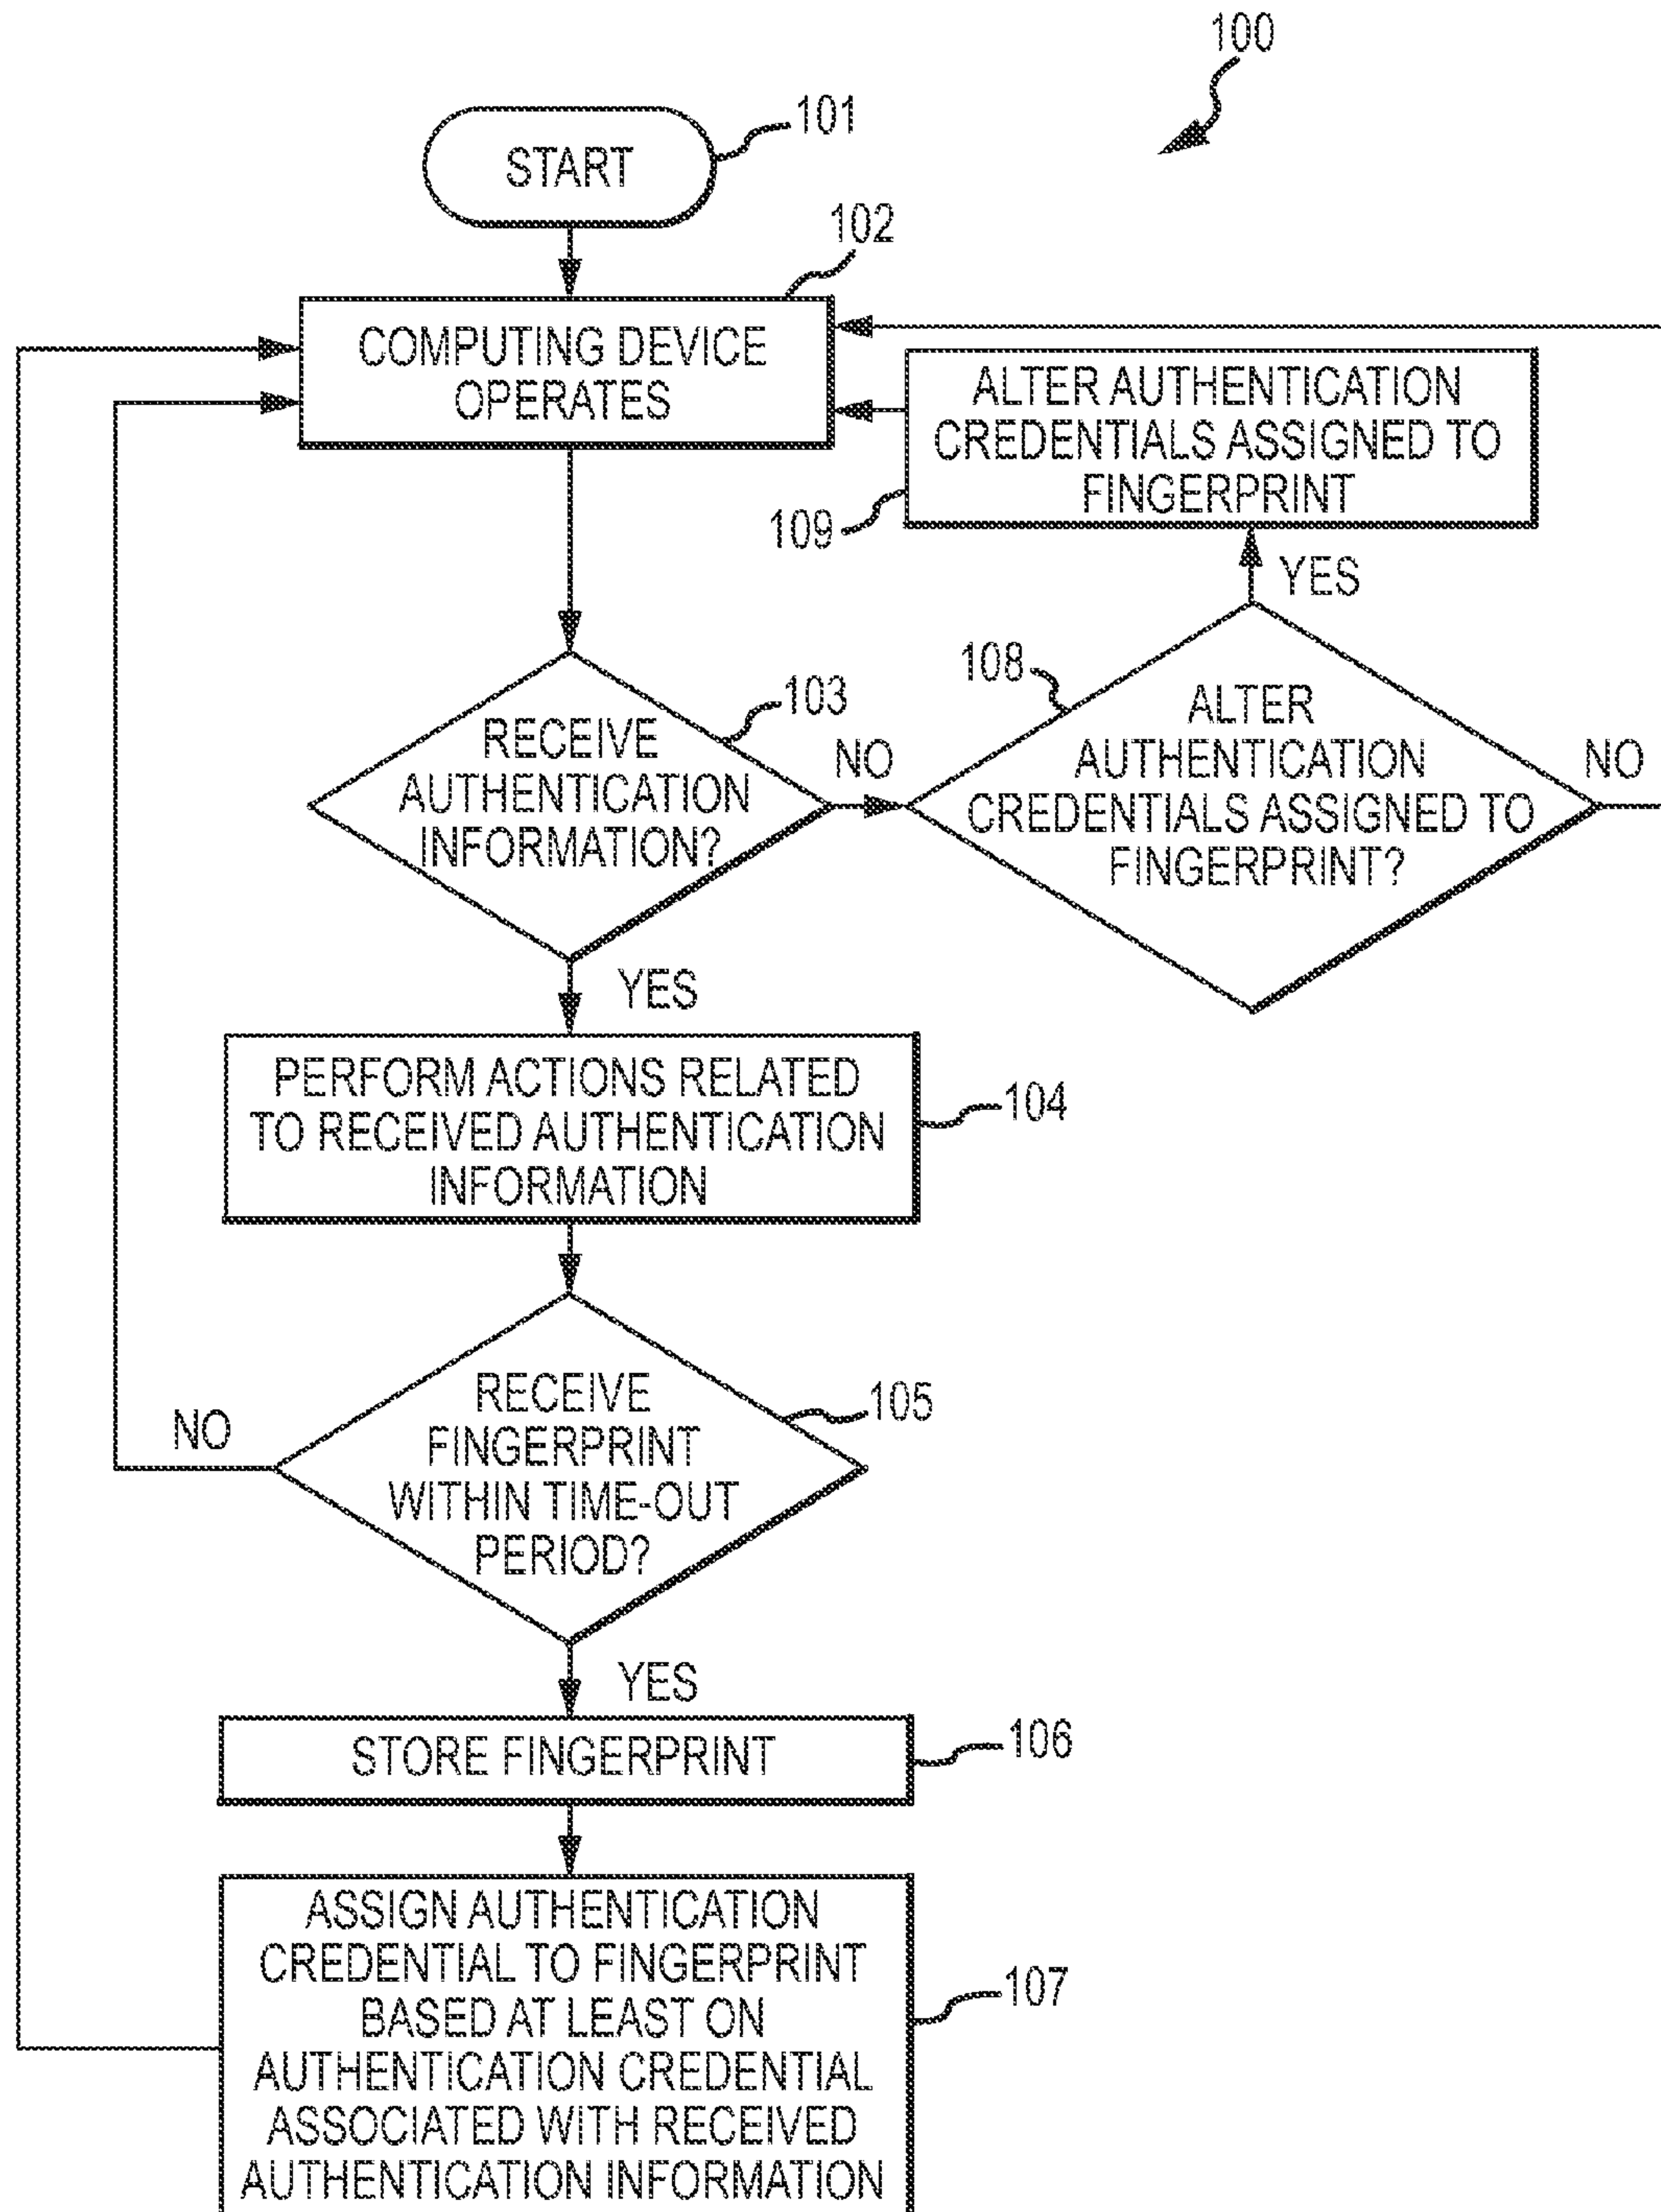 100
START
101
102
COMPUTING DEVICE
OPERATES
ALTER AUTHENTICATION
CREDENTIALS ASSIGNED TO
FINGERPRINT
109
YES
RECEIVE
AUTHENTICATION
INFORMATION?
103
NO
108
ALTER
AUTHENTICATION
CREDENTIALS ASSIGNED TO
FINGERPRINT?
NO
YES
PERFORM ACTIONS RELATED
TO RECEIVED AUTHENTICATION
INFORMATION
104
RECEIVE
FINGERPRINT
WITHIN TIME-OUT
PERIOD?
105
NO
YES
STORE FINGERPRINT
106
ASSIGN AUTHENTICATION
CREDENTIAL TO FINGERPRINT
BASED AT LEAST ON
AUTHENTICATION CREDENTIAL
ASSOCIATED WITH RECEIVED
AUTHENTICATION INFORMATION
107